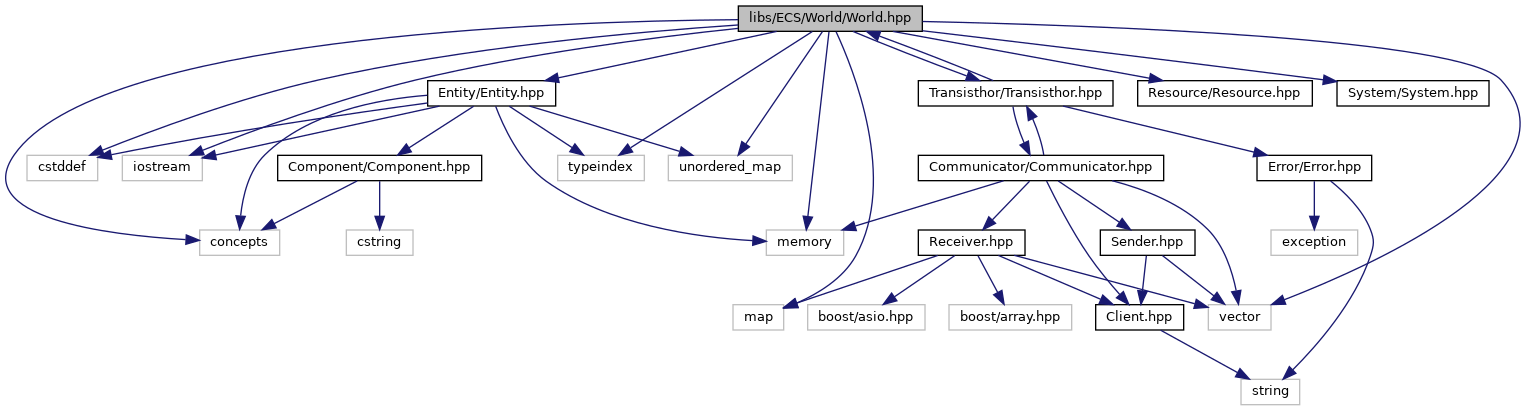 libs/ECS/World/World.hpp
Entity/Entity.hpp
Transisthor/Transisthor.hpp
Resource/Resource.hpp
System/System.hpp
cstddef
iostream
Component/Component.hpp
typeindex
unordered_map
Communicator/Communicator.hpp
Error/Error.hpp
concepts
cstring
memory
Receiver.hpp
Sender.hpp
exception
map
boost/asio.hpp
boost/array.hpp
Client.hpp
vector
string